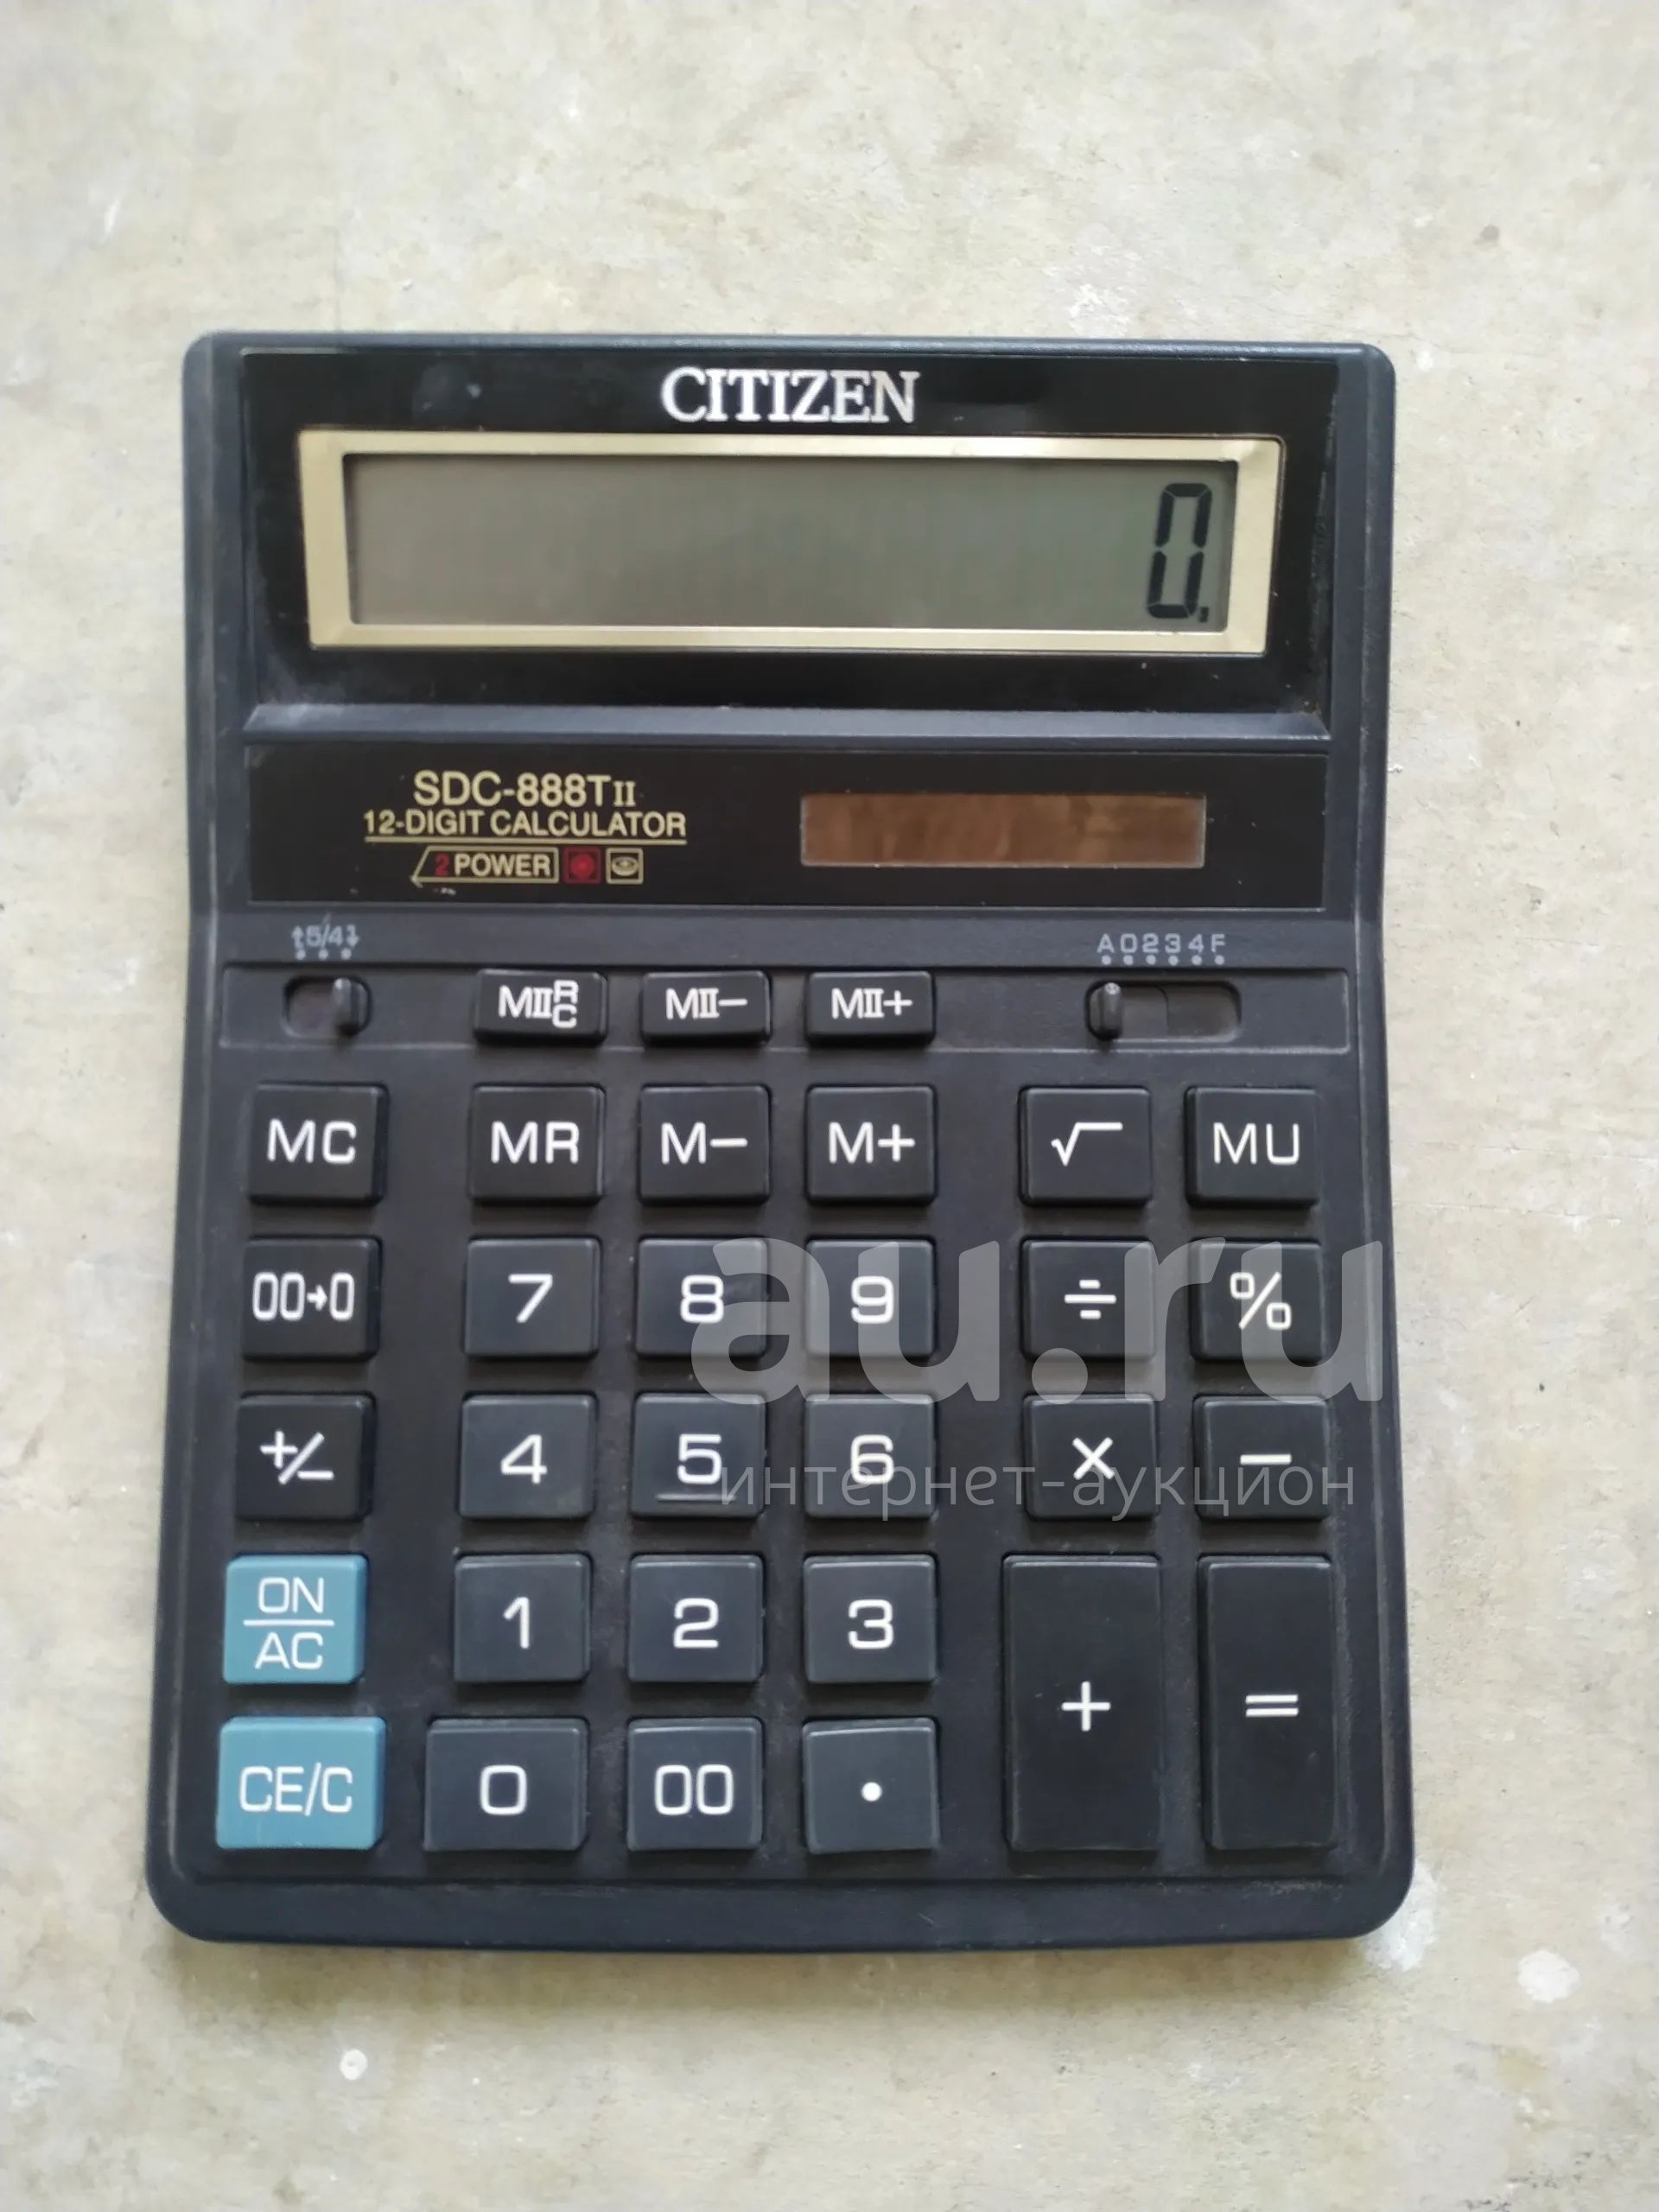 CITIZEN
0.
SDC-888TII
12-DIGIT CALCULATOR
2 POWER
↑5/4↓
A0234F
MIIRC MII− MII+
MC MR M− M+ √ MU
00→0 7 8 9 ÷ %
+/− 4 5 6 × −
ON
AC
1 2 3
CE/C 0 00 . + =
au.ru
интернет-аукцион